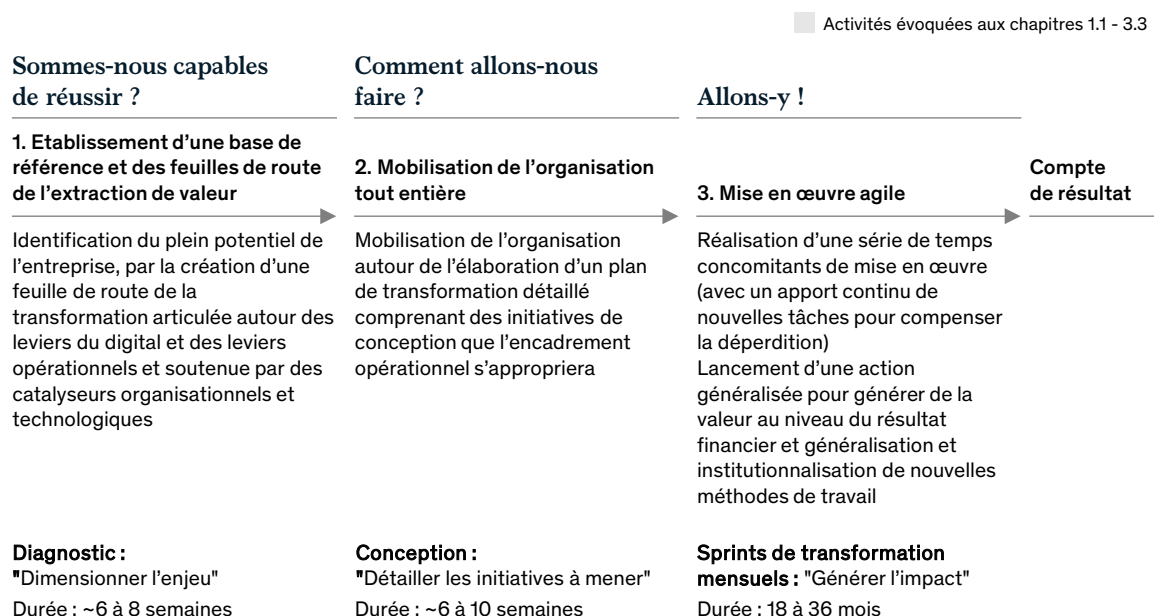 Activités évoquées aux chapitres 1.1 - 3.3
Sommes-nous capables
de réussir ?
1. Etablissement d’une base de
référence et des feuilles de route
de l’extraction de valeur
Identification du plein potentiel de
l’entreprise, par la création d’une
feuille de route de la
transformation articulée autour des
leviers du digital et des leviers
opérationnels et soutenue par des
catalyseurs organisationnels et
technologiques
Diagnostic :
"Dimensionner l’enjeu"
Durée : ~6 à 8 semaines
Comment allons-nous
faire ?
2. Mobilisation de l’organisation
tout entière
Mobilisation de l’organisation
autour de l’élaboration d’un plan
de transformation détaillé
comprenant des initiatives de
conception que l’encadrement
opérationnel s’appropriera
Conception :
"Détailler les initiatives à mener"
Durée : ~6 à 10 semaines
Allons-y !
3. Mise en œuvre agile
Réalisation d’une série de temps
concomitants de mise en œuvre
(avec un apport continu de
nouvelles tâches pour compenser
la déperdition)
Lancement d’une action
généralisée pour générer de la
valeur au niveau du résultat
financier et généralisation et
institutionnalisation de nouvelles
méthodes de travail
Sprints de transformation
mensuels : "Générer l’impact"
Durée : 18 à 36 mois
Compte
de résultat